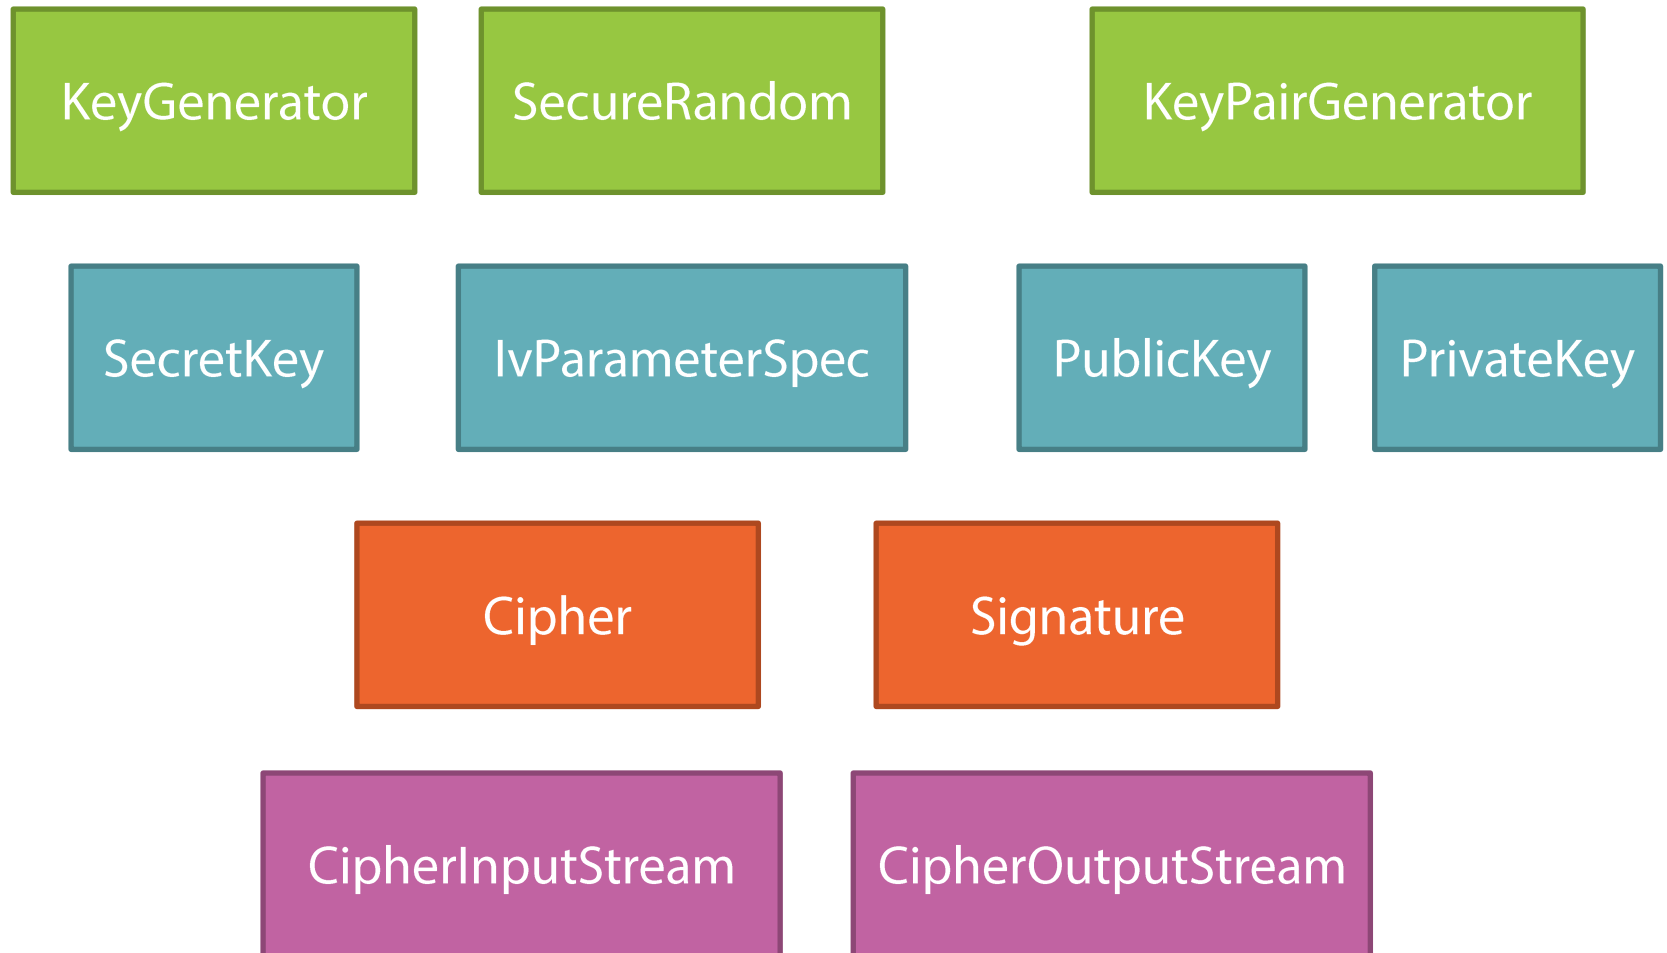 KeyGenerator
SecureRandom
KeyPairGenerator
SecretKey
IvParameterSpec
PublicKey
PrivateKey
Cipher
Signature
CipherInputStream
CipherOutputStream